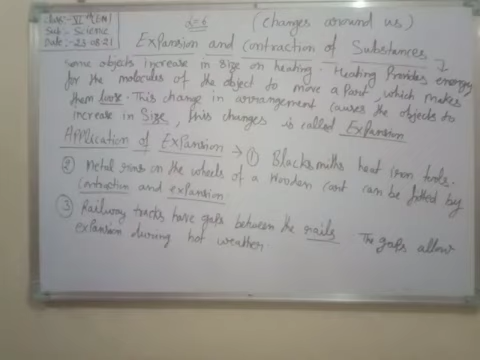 Class:- VI th (EM)
Sub - Science
Date:- 23.08.21
Ln.6 (Changes around us)
Expansion and contraction of Substances
Some objects increase in size on heating. Heating Provides energy
for the molecules of the object to move a Part, which makes
them loose. This change in arrangement causes the objects to
increase in Size, this changes is called Expansion
Application of Expansion → ① Blacksmiths heat iron tools.
② Metal rims on the wheels of a wooden cart can be fitted by
contraction and expansion.
③ Railway tracks have gaps between the rails. The gaps allow
expansion during hot weather